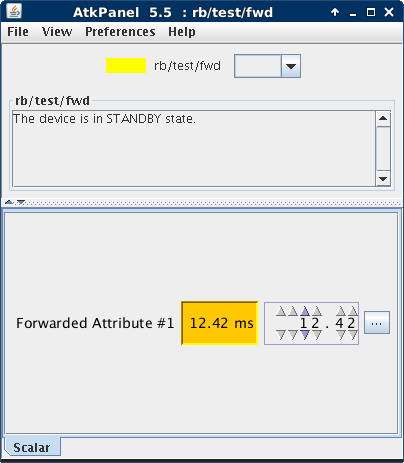 AtkPanel 5.5 : rb/test/fwd
File View Preferences Help
rb/test/fwd
rb/test/fwd
The device is in STANDBY state.
Forwarded Attribute #1 12.42 ms 12.42 ...
Scalar